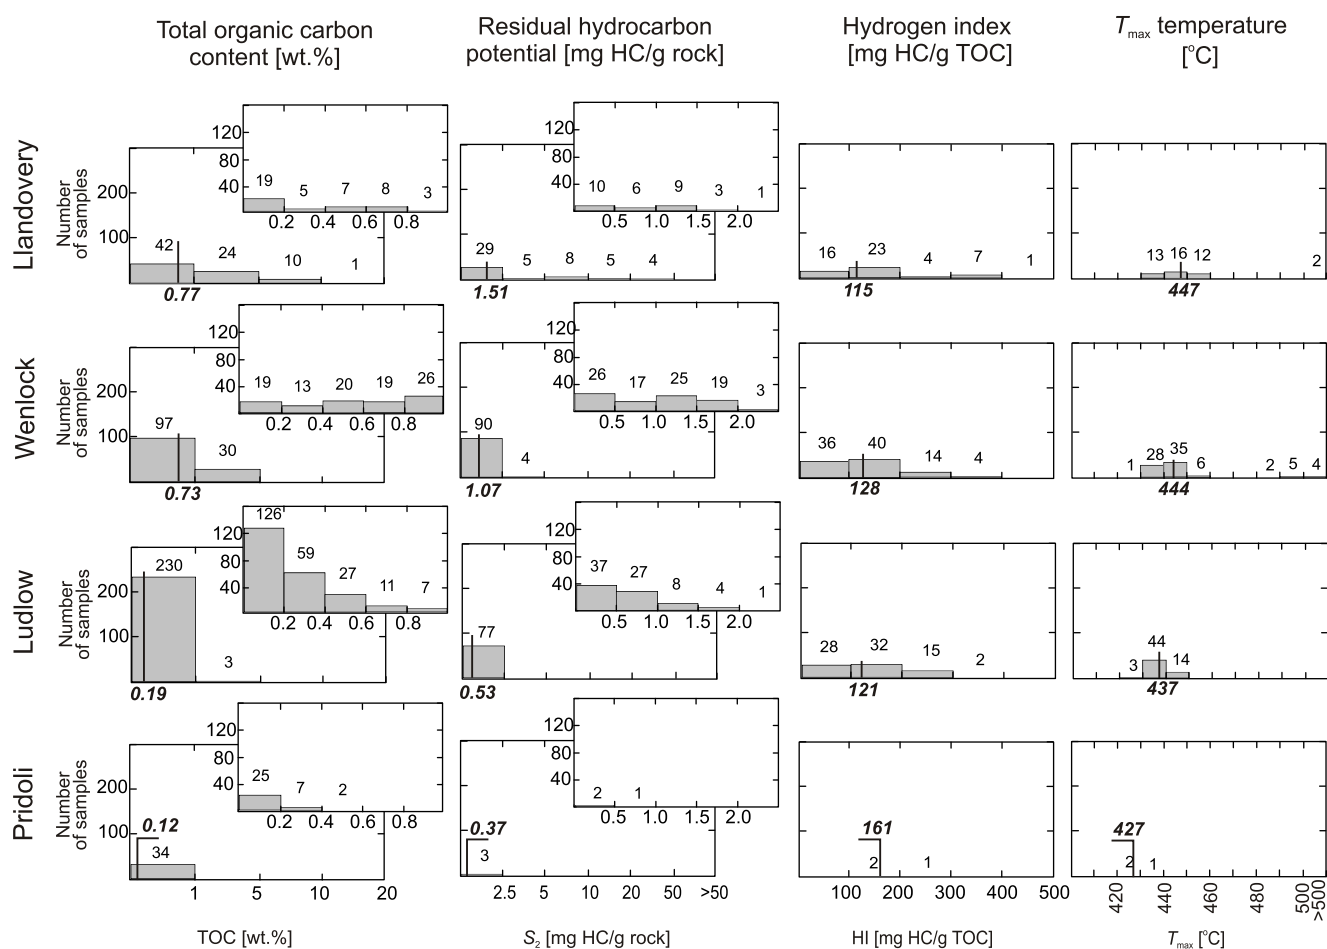 Total organic carbon
content [wt.%]
Residual hydrocarbon
potential [mg HC/g rock]
Hydrogen index
[mg HC/g TOC]
Tmax temperature
[°C]
Llandovery
Number
of samples
200
100
42 24 10 1
0.77
120
80
40
19 5 7 8 3
0.2 0.4 0.6 0.8
29 5 8 5 4
1.51
120
80
40
10 6 9 3 1
0.5 1.0 1.5 2.0
16 23 4 7 1
115
13 16 12 2
447
Wenlock
Number
of samples
200
100
97 30
0.73
120
80
40
19 13 20 19 26
0.2 0.4 0.6 0.8
90 4
1.07
120
80
40
26 17 25 19 3
0.5 1.0 1.5 2.0
36 40 14 4
128
1 28 35 6 2 5 4
444
Ludlow
Number
of samples
200
100
230 3
0.19
120
80
40
126 59 27 11 7
0.2 0.4 0.6 0.8
77
0.53
120
80
40
37 27 8 4 1
0.5 1.0 1.5 2.0
28 32 15 2
121
3 44 14
437
Pridoli
Number
of samples
200
100
0.12
34
120
80
40
25 7 2
0.2 0.4 0.6 0.8
0.37
3
120
80
40
2 1
0.5 1.0 1.5 2.0
161
2 1
427
2 1
1 5 10 20
2.5 5 10 20 50 >50
100 200 300 400 500
420 440 460 480 500 >500
TOC [wt.%]
S2 [mg HC/g rock]
HI [mg HC/g TOC]
Tmax [°C]